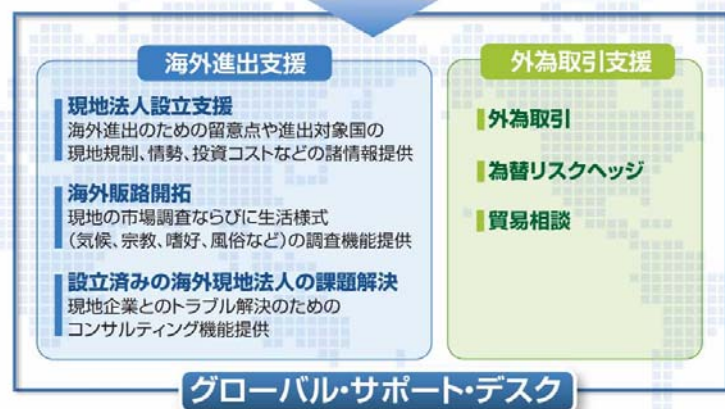 海外進出支援
現地法人設立支援
海外進出のための留意点や進出対象国の
現地規制、情勢、投資コストなどの諸情報提供
海外販路開拓
現地の市場調査ならびに生活様式
(気候、宗教、嗜好、風俗など)の調査機能提供
設立済みの海外現地法人の課題解決
現地企業とのトラブル解決のための
コンサルティング機能提供
外為取引支援
外為取引
為替リスクヘッジ
貿易相談
グローバル・サポート・デスク